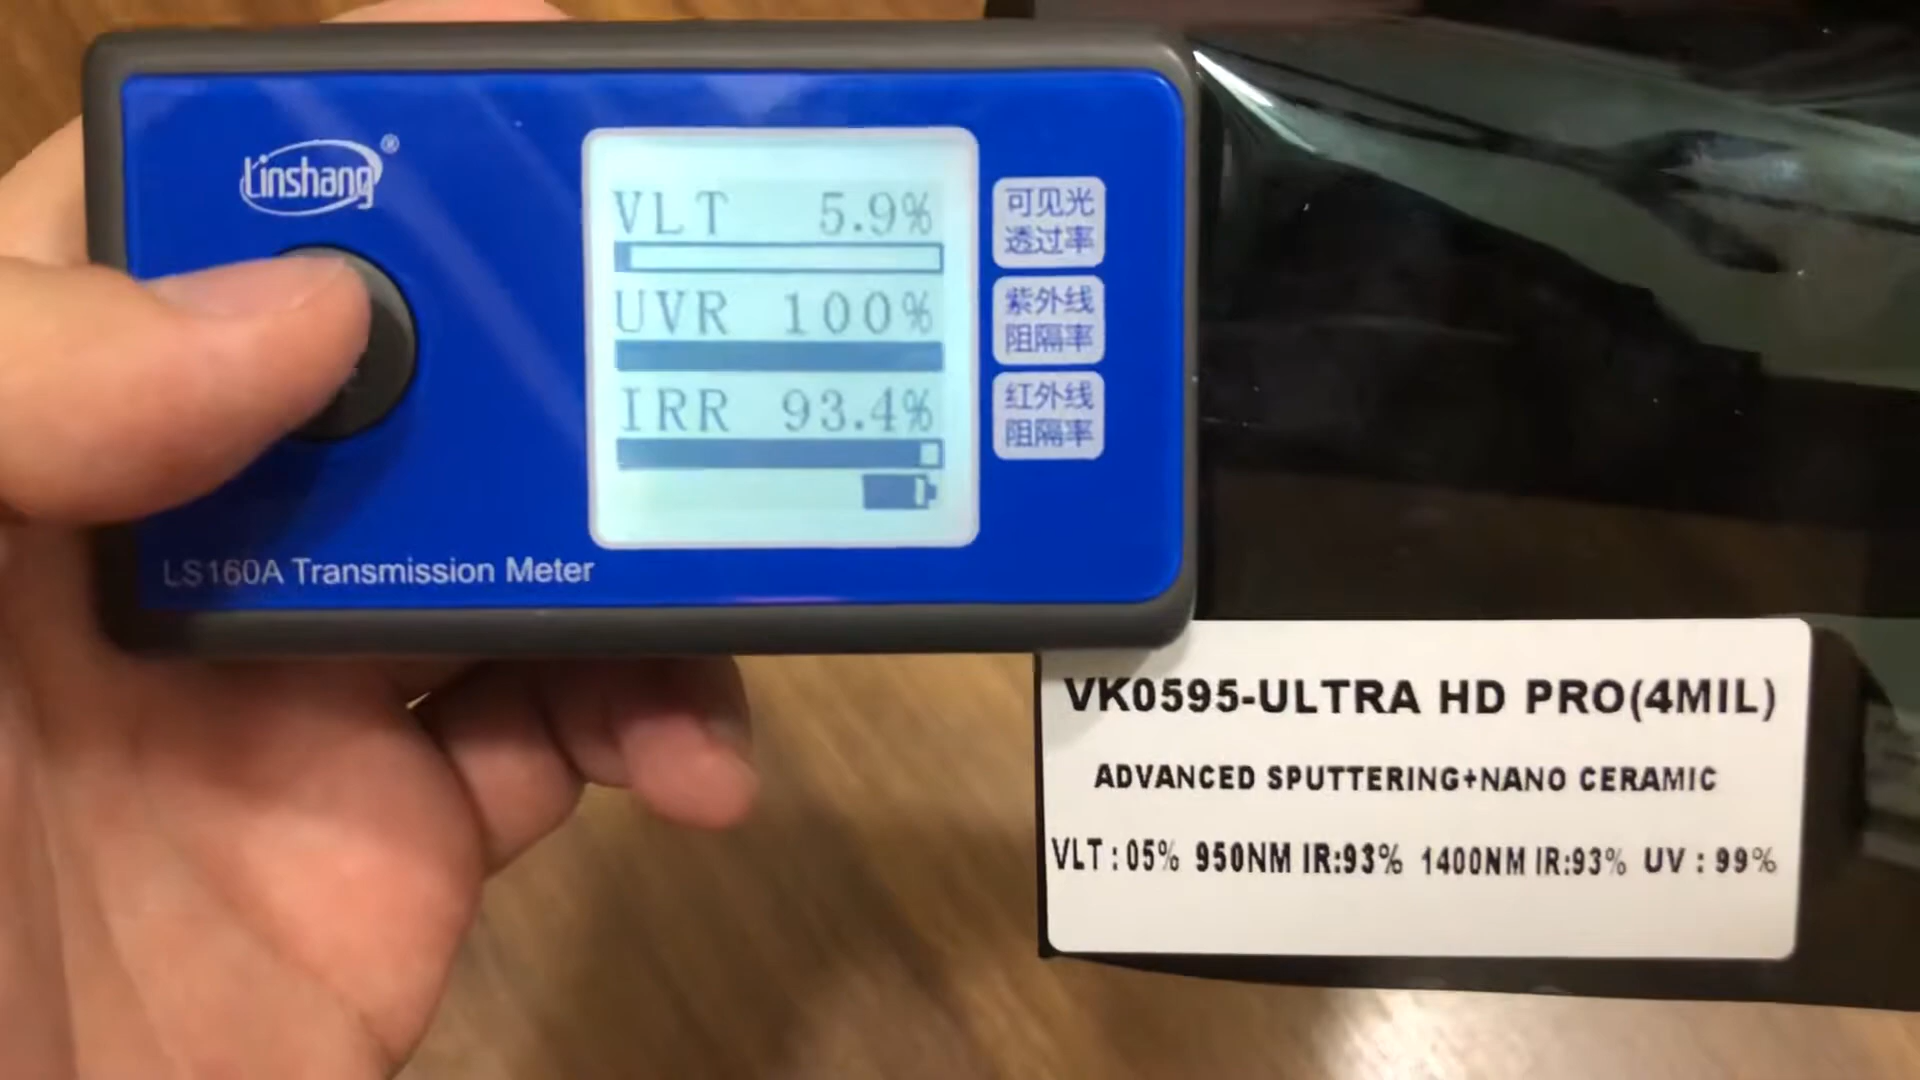 Linshang®
VLT 5.9%
UVR 100%
IRR 93.4%
可见光
透过率
紫外线
阻隔率
红外线
阻隔率
LS160A Transmission Meter
VK0595-ULTRA HD PRO(4MIL)
ADVANCED SPUTTERING+NANO CERAMIC
VLT : 05% 950NM IR:93% 1400NM IR:93% UV : 99%